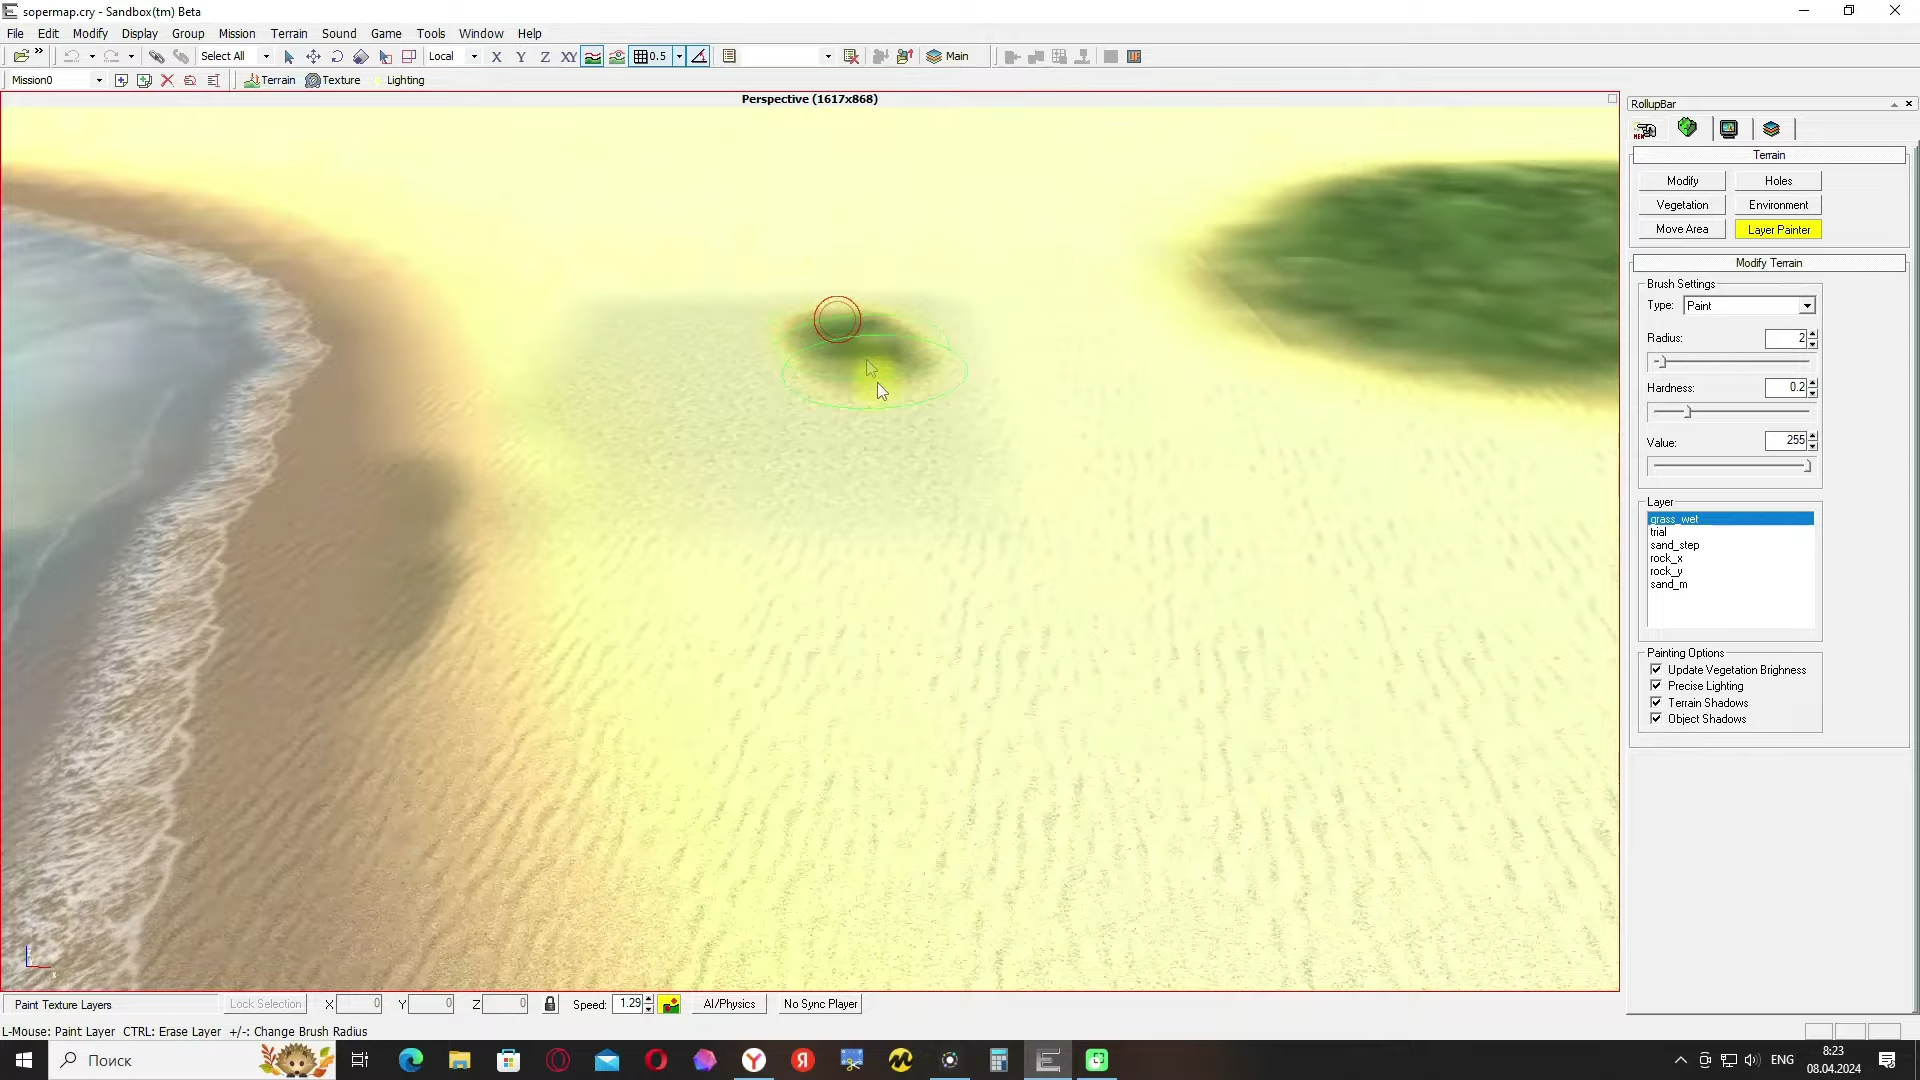 sopermap.cry - Sandbox(tm) Beta
File Edit Modify Display Group Mission Terrain Sound Game Tools Window Help
» Select All Local X Y Z XY 0.5 Main
Mission0 Terrain Texture Lighting
Perspective (1617x868)
RollupBar
Terrain
Modify Holes
Vegetation Environment
Move Area Layer Painter
Modify Terrain
Brush Settings
Type: Paint
Radius: 2
Hardness: 0.2
Value: 255
Layer
grass_wet
trial
sand_step
rock_x
rock_y
sand_m
Painting Options
Update Vegetation Brighness
Precise Lighting
Terrain Shadows
Object Shadows
Paint Texture Layers Lock Selection X 0 Y 0 Z 0 Speed: 1.29 AI/Physics No Sync Player
L-Mouse: Paint Layer CTRL: Erase Layer +/-: Change Brush Radius
Поиск
ENG
8:23
08.04.2024